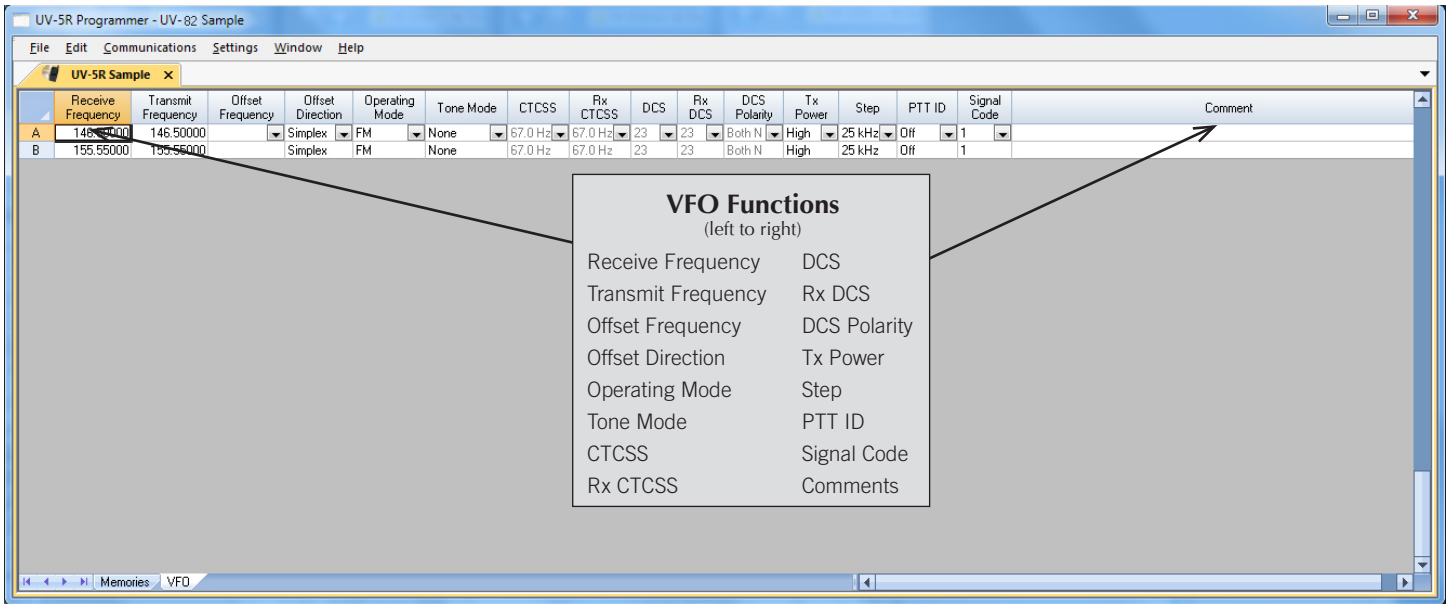 UV-5R Programmer - UV-82 Sample
File Edit Communications Settings Window Help
UV-5R Sample X
Receive Frequency Transmit Frequency Offset Frequency Offset Direction Operating Mode Tone Mode CTCSS Rx CTCSS DCS Rx DCS DCS Polarity Tx Power Step PTT ID Signal Code Comment
A 146.50000 146.50000 Simplex FM None 67.0 Hz 67.0 Hz 23 23 Both N High 25 kHz Off 1
B 155.55000 155.55000 Simplex FM None 67.0 Hz 67.0 Hz 23 23 Both N High 25 kHz Off 1
VFO Functions
(left to right)
Receive Frequency DCS
Transmit Frequency Rx DCS
Offset Frequency DCS Polarity
Offset Direction Tx Power
Operating Mode Step
Tone Mode PTT ID
CTCSS Signal Code
Rx CTCSS Comments
Memories VFO